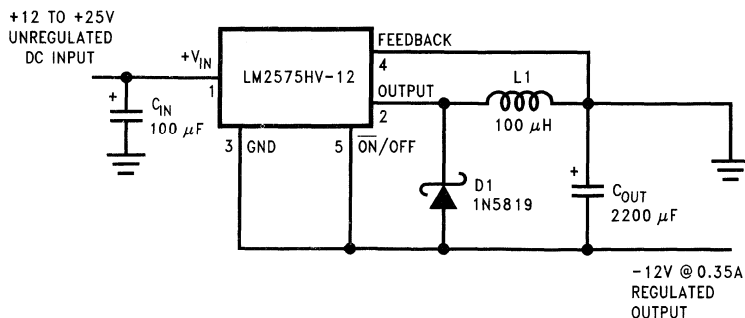 +12 TO +25V
UNREGULATED
DC INPUT
+VIN
1
LM2575HV-12
FEEDBACK
4
OUTPUT
2
L1
100 μH
+
CIN
100 μF
3 GND
5 O̅N̅/OFF
D1
1N5819
+
COUT
2200 μF
-12V @ 0.35A
REGULATED
OUTPUT